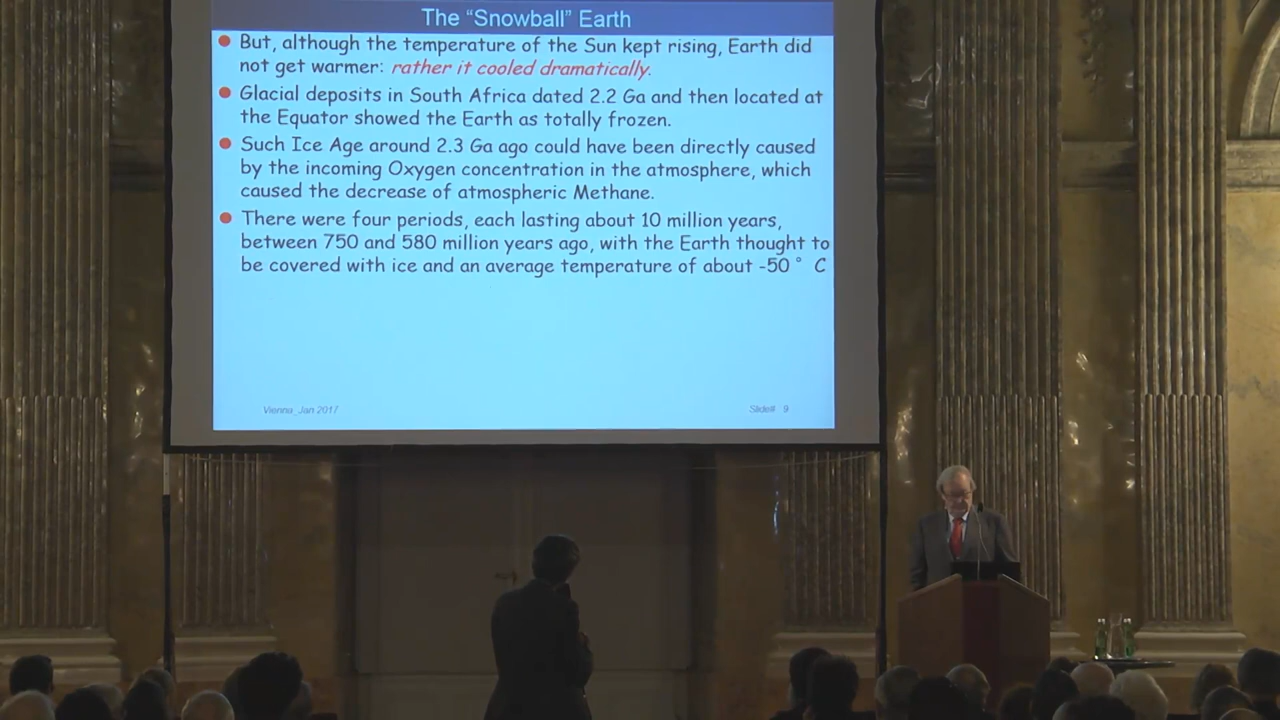 The “Snowball” Earth
But, although the temperature of the Sun kept rising, Earth did
not get warmer: rather it cooled dramatically.
Glacial deposits in South Africa dated 2.2 Ga and then located at
the Equator showed the Earth as totally frozen.
Such Ice Age around 2.3 Ga ago could have been directly caused
by the incoming Oxygen concentration in the atmosphere, which
caused the decrease of atmospheric Methane.
There were four periods, each lasting about 10 million years,
between 750 and 580 million years ago, with the Earth thought to
be covered with ice and an average temperature of about -50 ° C
Vienna_Jan 2017
Slide# 9